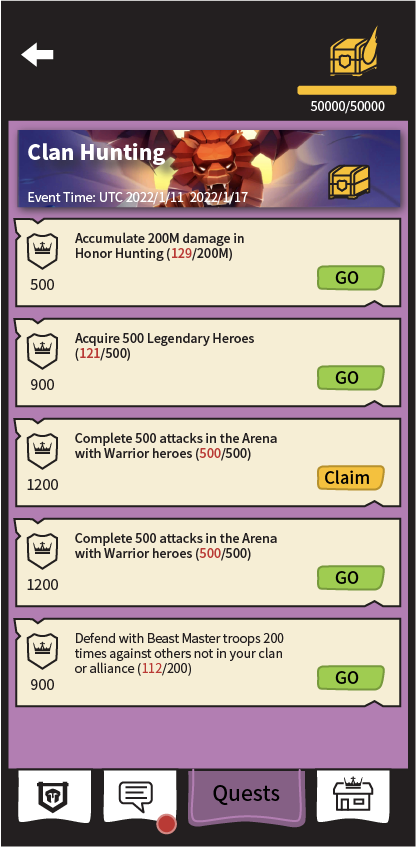 50000/50000
Clan Hunting
Event Time: UTC 2022/1/11 2022/1/17
Accumulate 200M damage in
Honor Hunting (129/200M)
500
GO
Acquire 500 Legendary Heroes
(121/500)
900
GO
Complete 500 attacks in the Arena
with Warrior heroes (500/500)
1200
Claim
Complete 500 attacks in the Arena
with Warrior heroes (500/500)
1200
GO
Defend with Beast Master troops 200
times against others not in your clan
or alliance (112/200)
900
GO
Quests